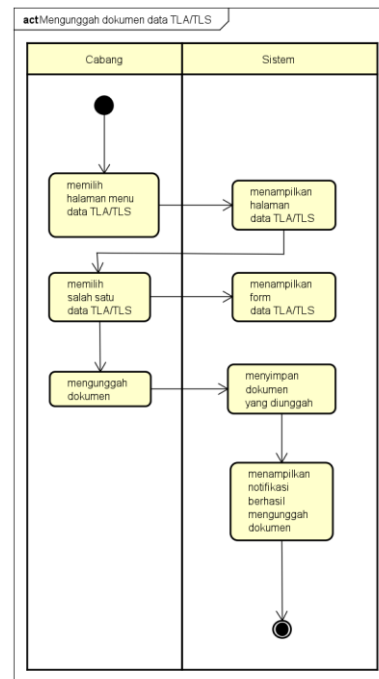 act Mengunggah dokumen data TLA/TLS
Cabang
Sistem
memilih
halaman menu
data TLA/TLS
menampilkan
halaman
data TLA/TLS
memilih
salah satu
data TLA/TLS
menampilkan
form
data TLA/TLS
mengunggah
dokumen
menyimpan
dokumen
yang diunggah
menampilkan
notifikasi
berhasil
mengunggah
dokumen